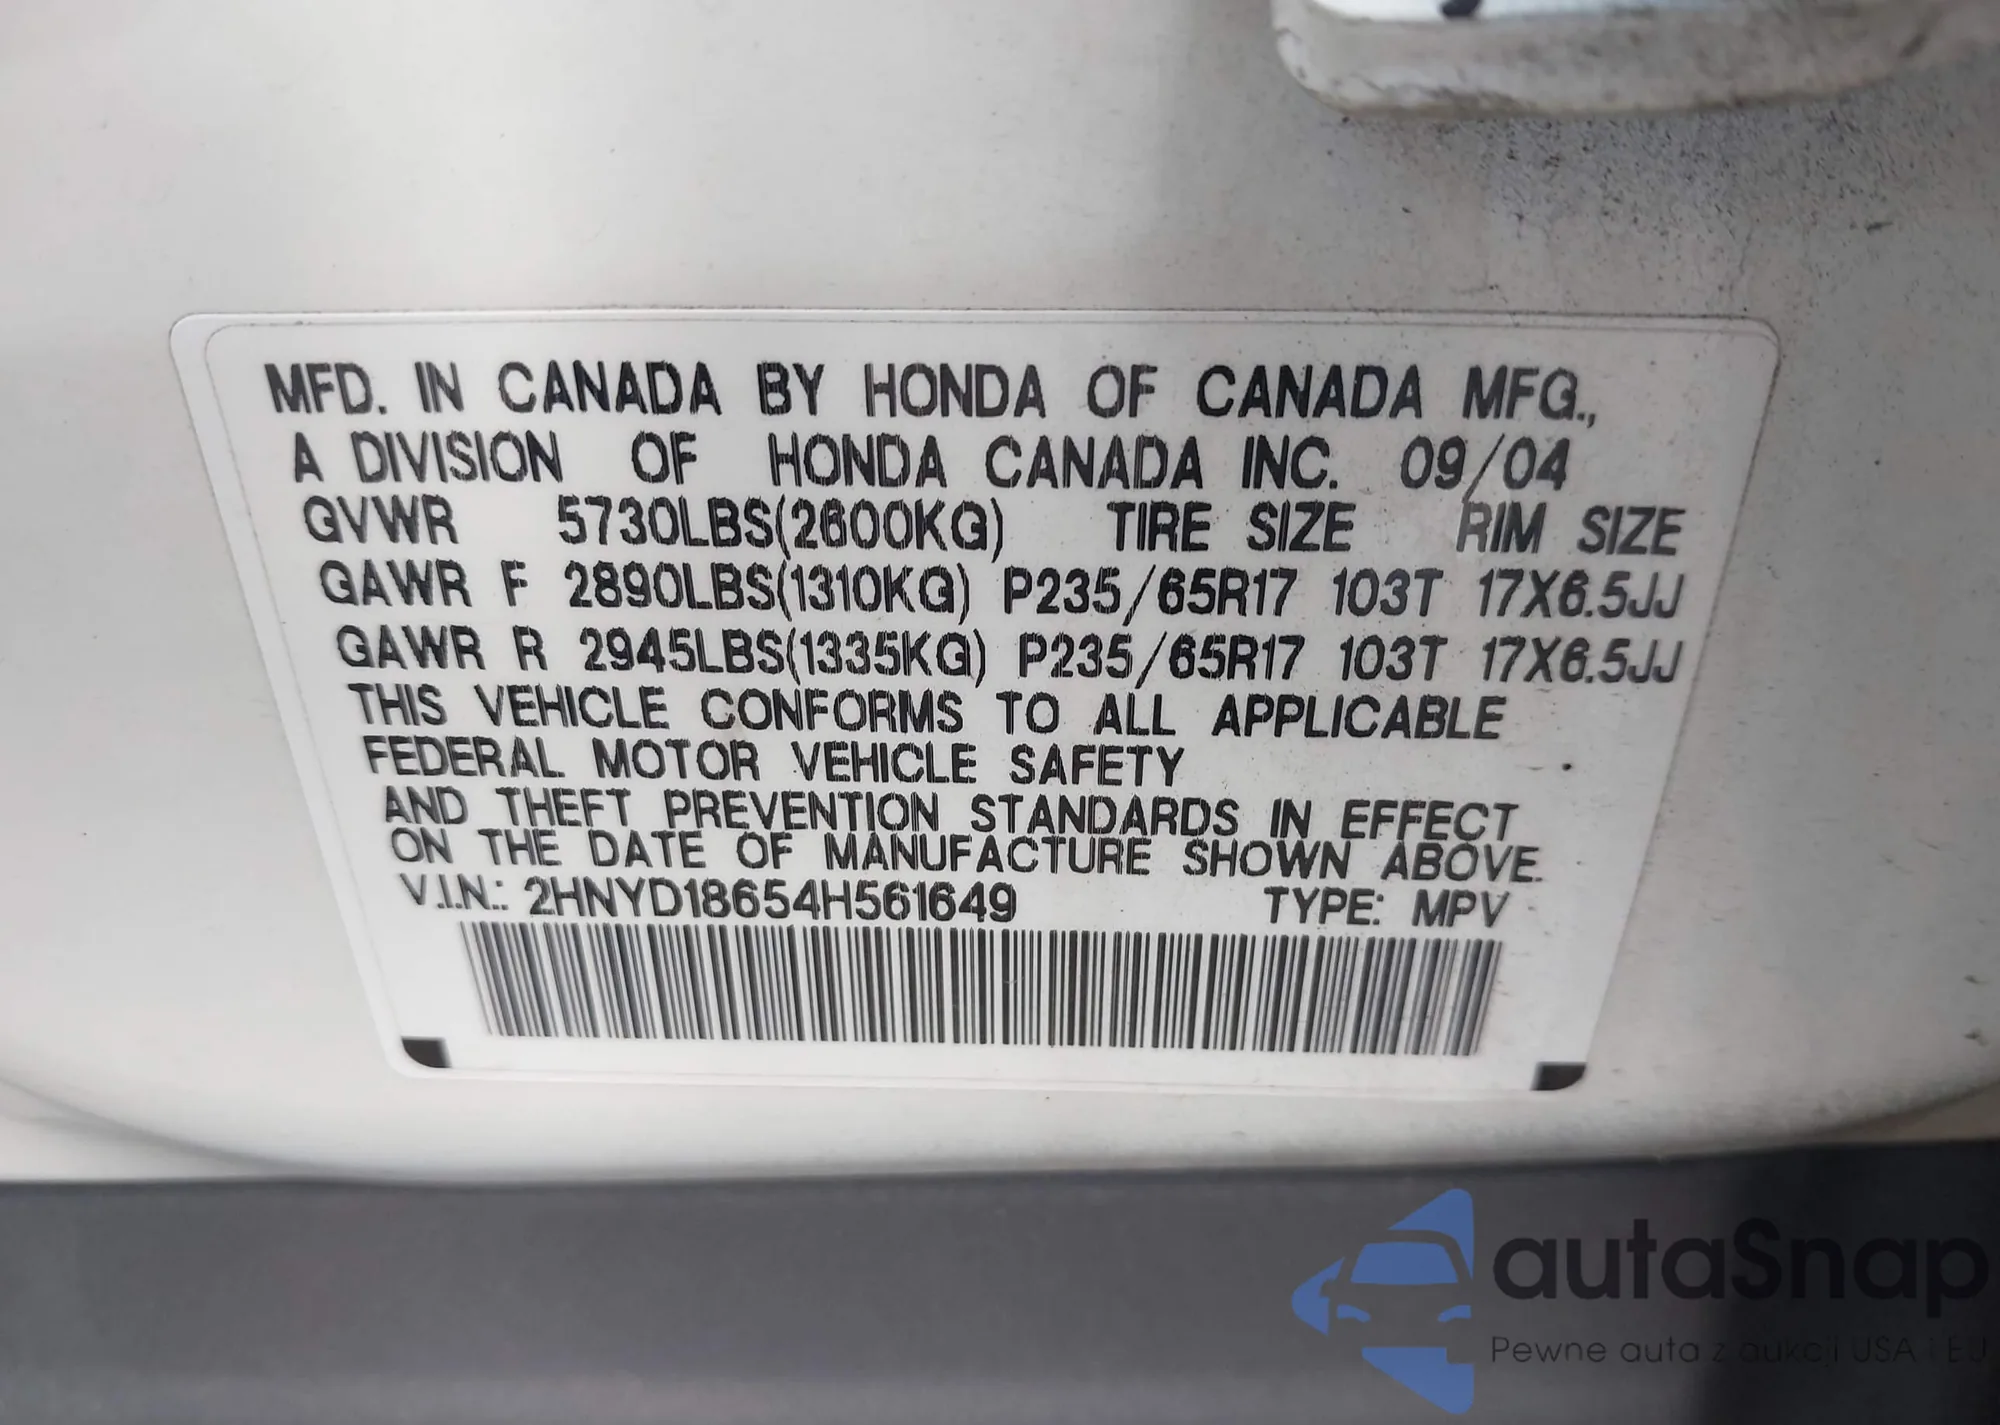 MFD. IN CANADA BY HONDA OF CANADA MFG.,
A DIVISION OF HONDA CANADA INC. 09/04
GVWR 5730LBS(2600KG) TIRE SIZE RIM SIZE
GAWR F 2890LBS(1310KG) P235/65R17 103T 17X6.5JJ
GAWR R 2945LBS(1335KG) P235/65R17 103T 17X6.5JJ
THIS VEHICLE CONFORMS TO ALL APPLICABLE
FEDERAL MOTOR VEHICLE SAFETY
AND THEFT PREVENTION STANDARDS IN EFFECT
ON THE DATE OF MANUFACTURE SHOWN ABOVE.
V.I.N.: 2HNYD18654H561649 TYPE: MPV
autaSnap
Pewne auta z aukcji USA i EU